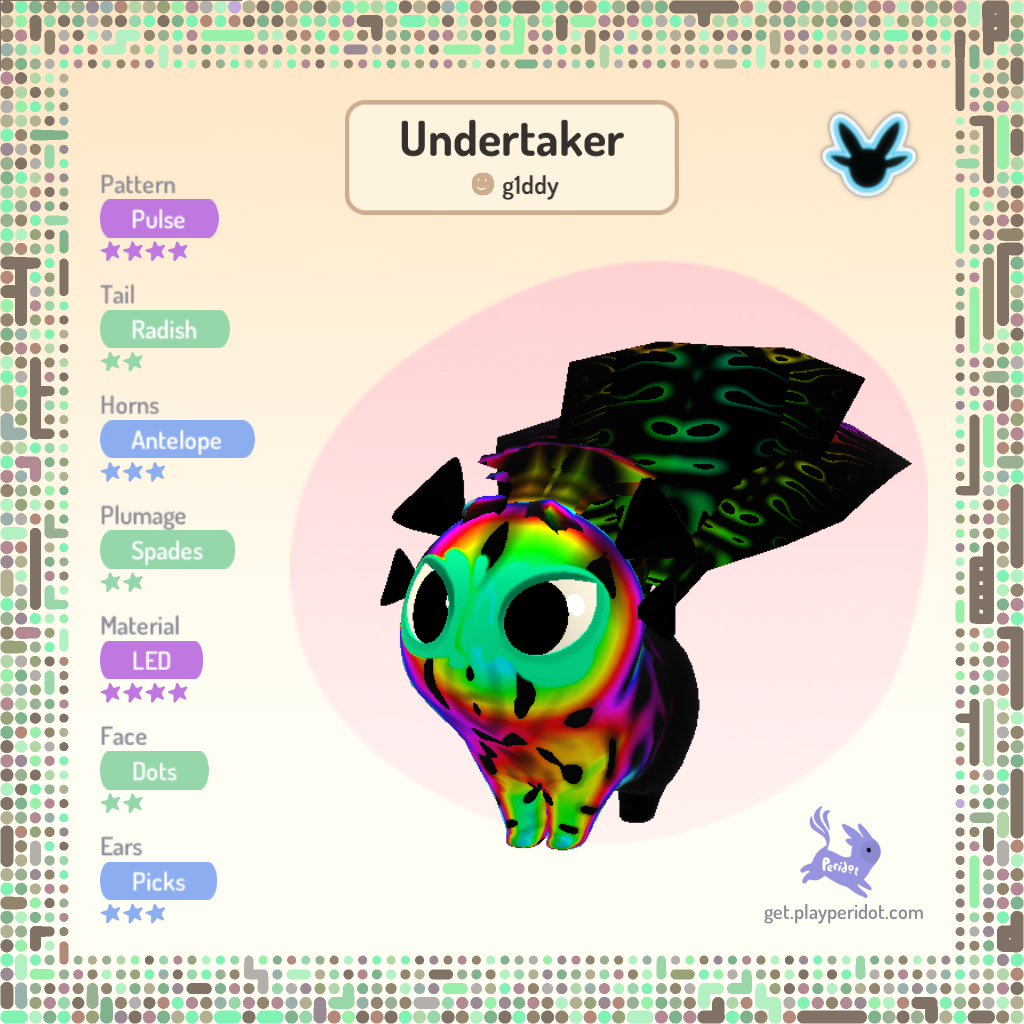 Undertaker
g1ddy
Pattern
Pulse
Tail
Radish
Horns
Antelope
Plumage
Spades
Material
LED
Face
Dots
Ears
Picks
Peridot
get.playperidot.com